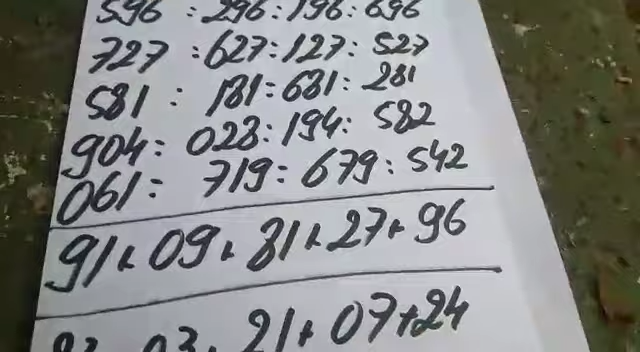 596 : 296 : 196 : 696
727 : 627 : 127 : 527
581 : 181 : 681 : 281
904 : 028 : 194 : 582
061 : 719 : 679 : 542
91 + 09 + 81 + 27 + 96
03 + 21 + 07 + 24